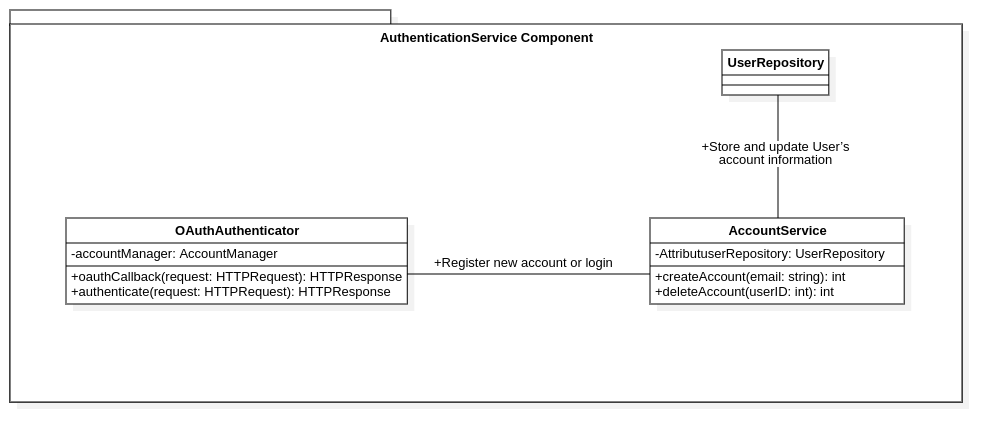 AuthenticationService Component
UserRepository
+Store and update User’s
account information
OAuthAuthenticator
-accountManager: AccountManager
+oauthCallback(request: HTTPRequest): HTTPResponse
+authenticate(request: HTTPRequest): HTTPResponse
+Register new account or login
AccountService
-AttributuserRepository: UserRepository
+createAccount(email: string): int
+deleteAccount(userID: int): int